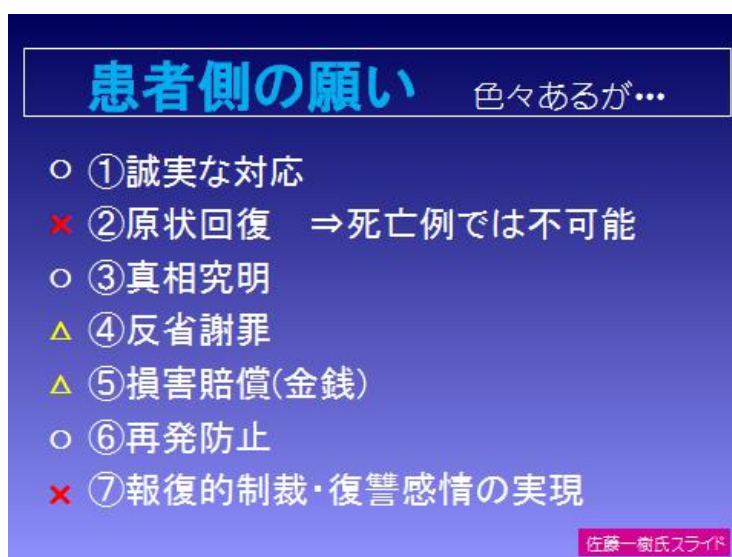 患者側の願い 色々あるが…
○ ①誠実な対応
× ②原状回復 ⇒死亡例では不可能
○ ③真相究明
△ ④反省謝罪
△ ⑤損害賠償(金銭)
○ ⑥再発防止
× ⑦報復的制裁・復讐感情の実現
佐藤一樹氏スライド